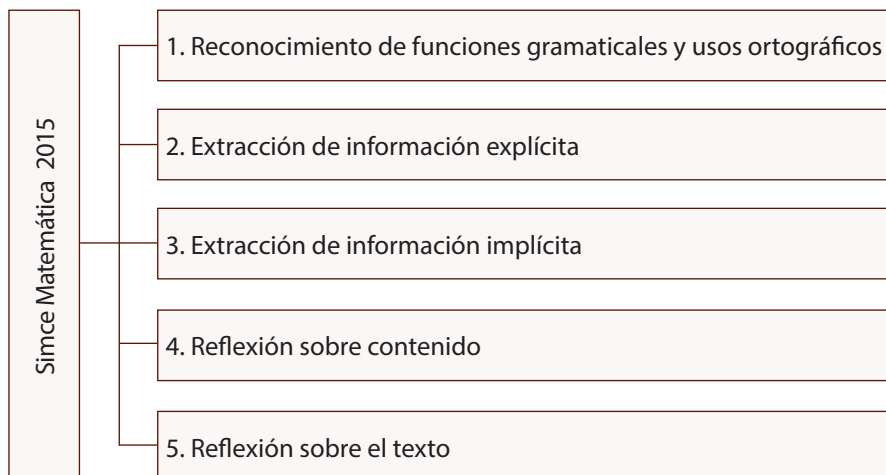 Simce Matemática 2015
1. Reconocimiento de funciones gramaticales y usos ortográficos
2. Extracción de información explícita
3. Extracción de información implícita
4. Reflexión sobre contenido
5. Reflexión sobre el texto